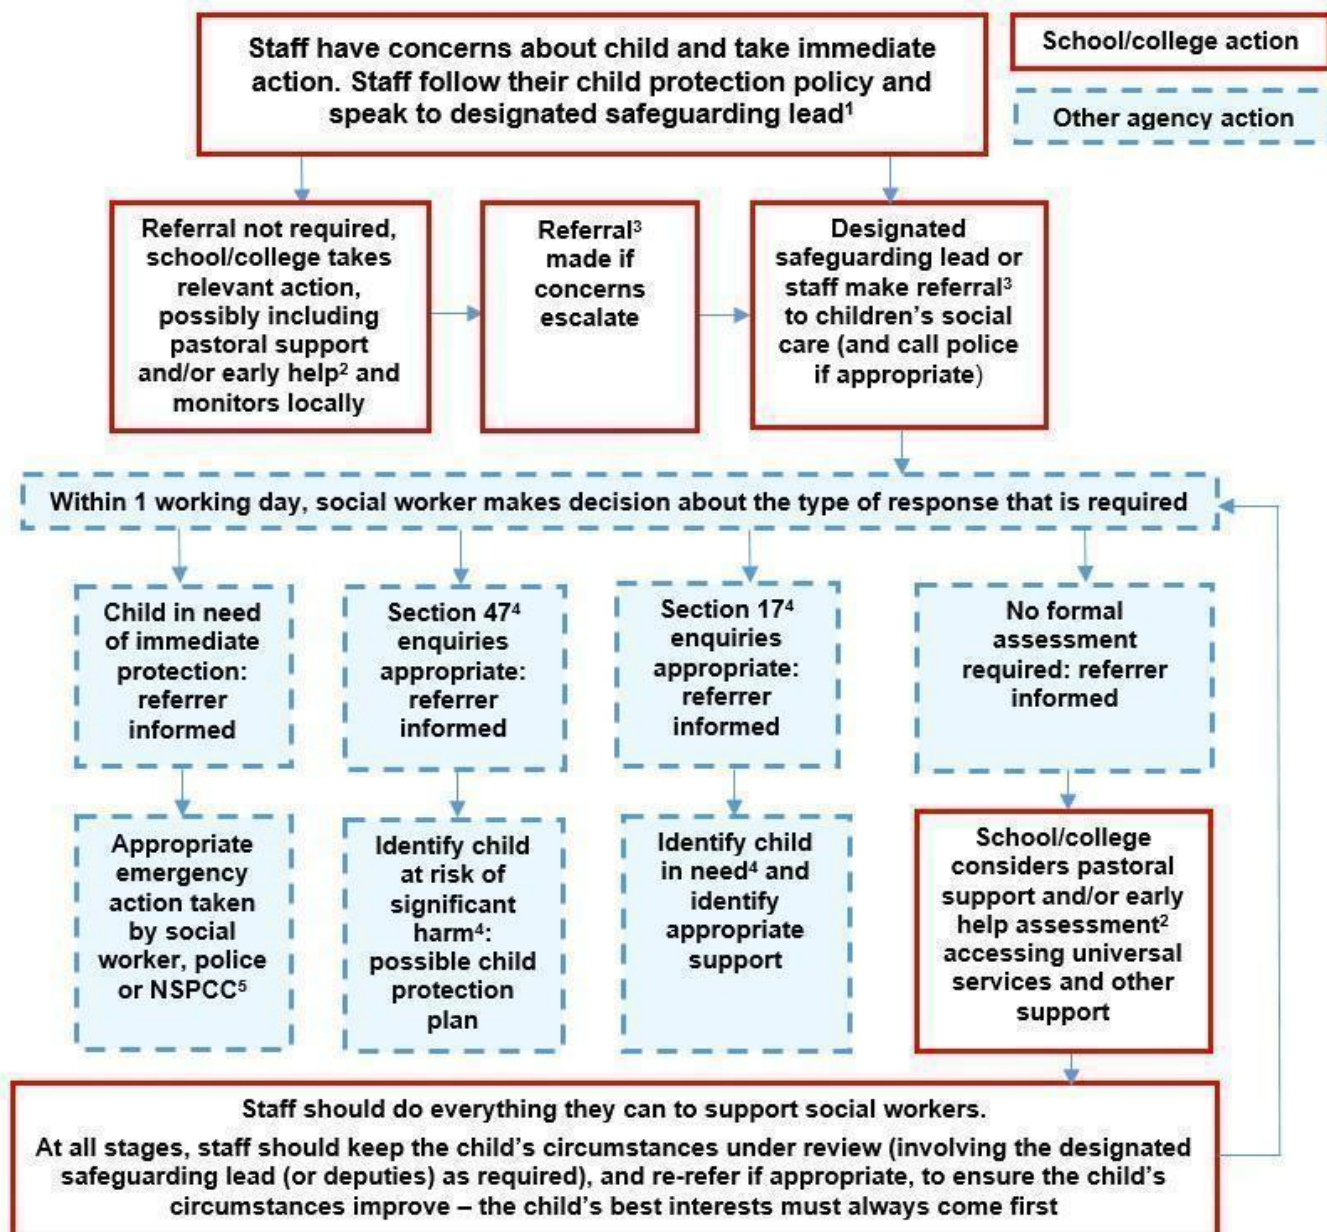 Staff have concerns about child and take immediate
action. Staff follow their child protection policy and
speak to designated safeguarding lead¹
School/college action
Other agency action
Referral not required,
school/college takes
relevant action,
possibly including
pastoral support
and/or early help² and
monitors locally
Referral³
made if
concerns
escalate
Designated
safeguarding lead or
staff make referral³
to children’s social
care (and call police
if appropriate)
Within 1 working day, social worker makes decision about the type of response that is required
Child in need
of immediate
protection:
referrer
informed
Section 47⁴
enquiries
appropriate:
referrer
informed
Section 17⁴
enquiries
appropriate:
referrer
informed
No formal
assessment
required: referrer
informed
Appropriate
emergency
action taken
by social
worker, police
or NSPCC⁵
Identify child
at risk of
significant
harm⁴:
possible child
protection
plan
Identify child
in need⁴ and
identify
appropriate
support
School/college
considers pastoral
support and/or early
help assessment²
accessing universal
services and other
support
Staff should do everything they can to support social workers.
At all stages, staff should keep the child’s circumstances under review (involving the designated
safeguarding lead (or deputies) as required), and re-refer if appropriate, to ensure the child’s
circumstances improve – the child’s best interests must always come first